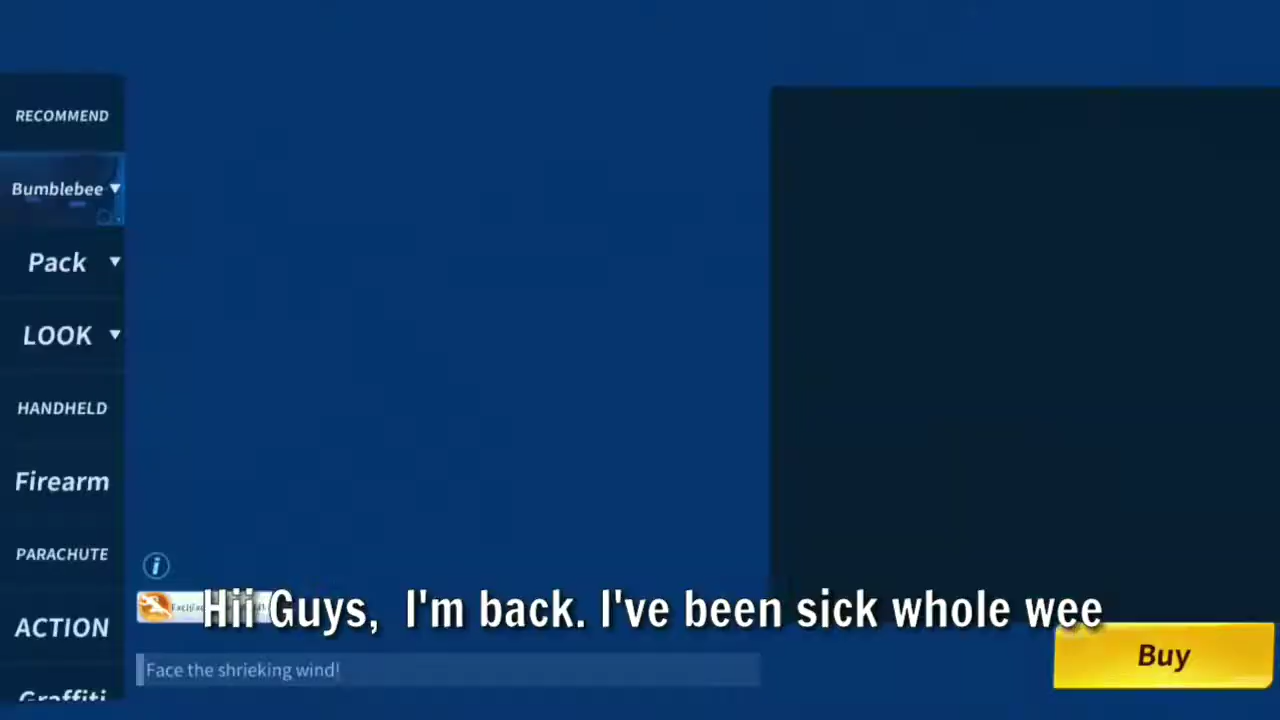 RECOMMEND
Bumblebee
Pack
LOOK
HANDHELD
Firearm
PARACHUTE
ACTION
Graffiti
i
Hii Guys, I'm back. I've been sick whole wee
Face the shrieking wind!
Buy